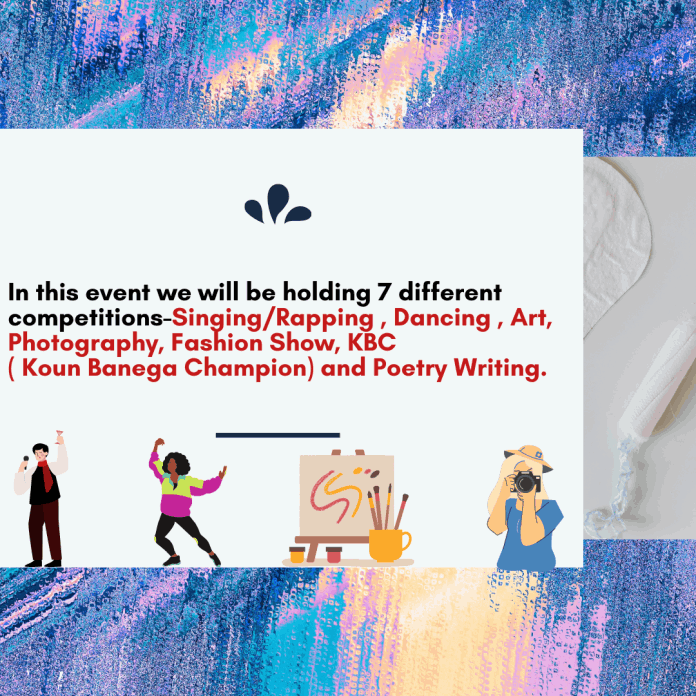 In this event we will be holding 7 different
competitions-Singing/Rapping , Dancing , Art,
Photography, Fashion Show, KBC
( Koun Banega Champion) and Poetry Writing.